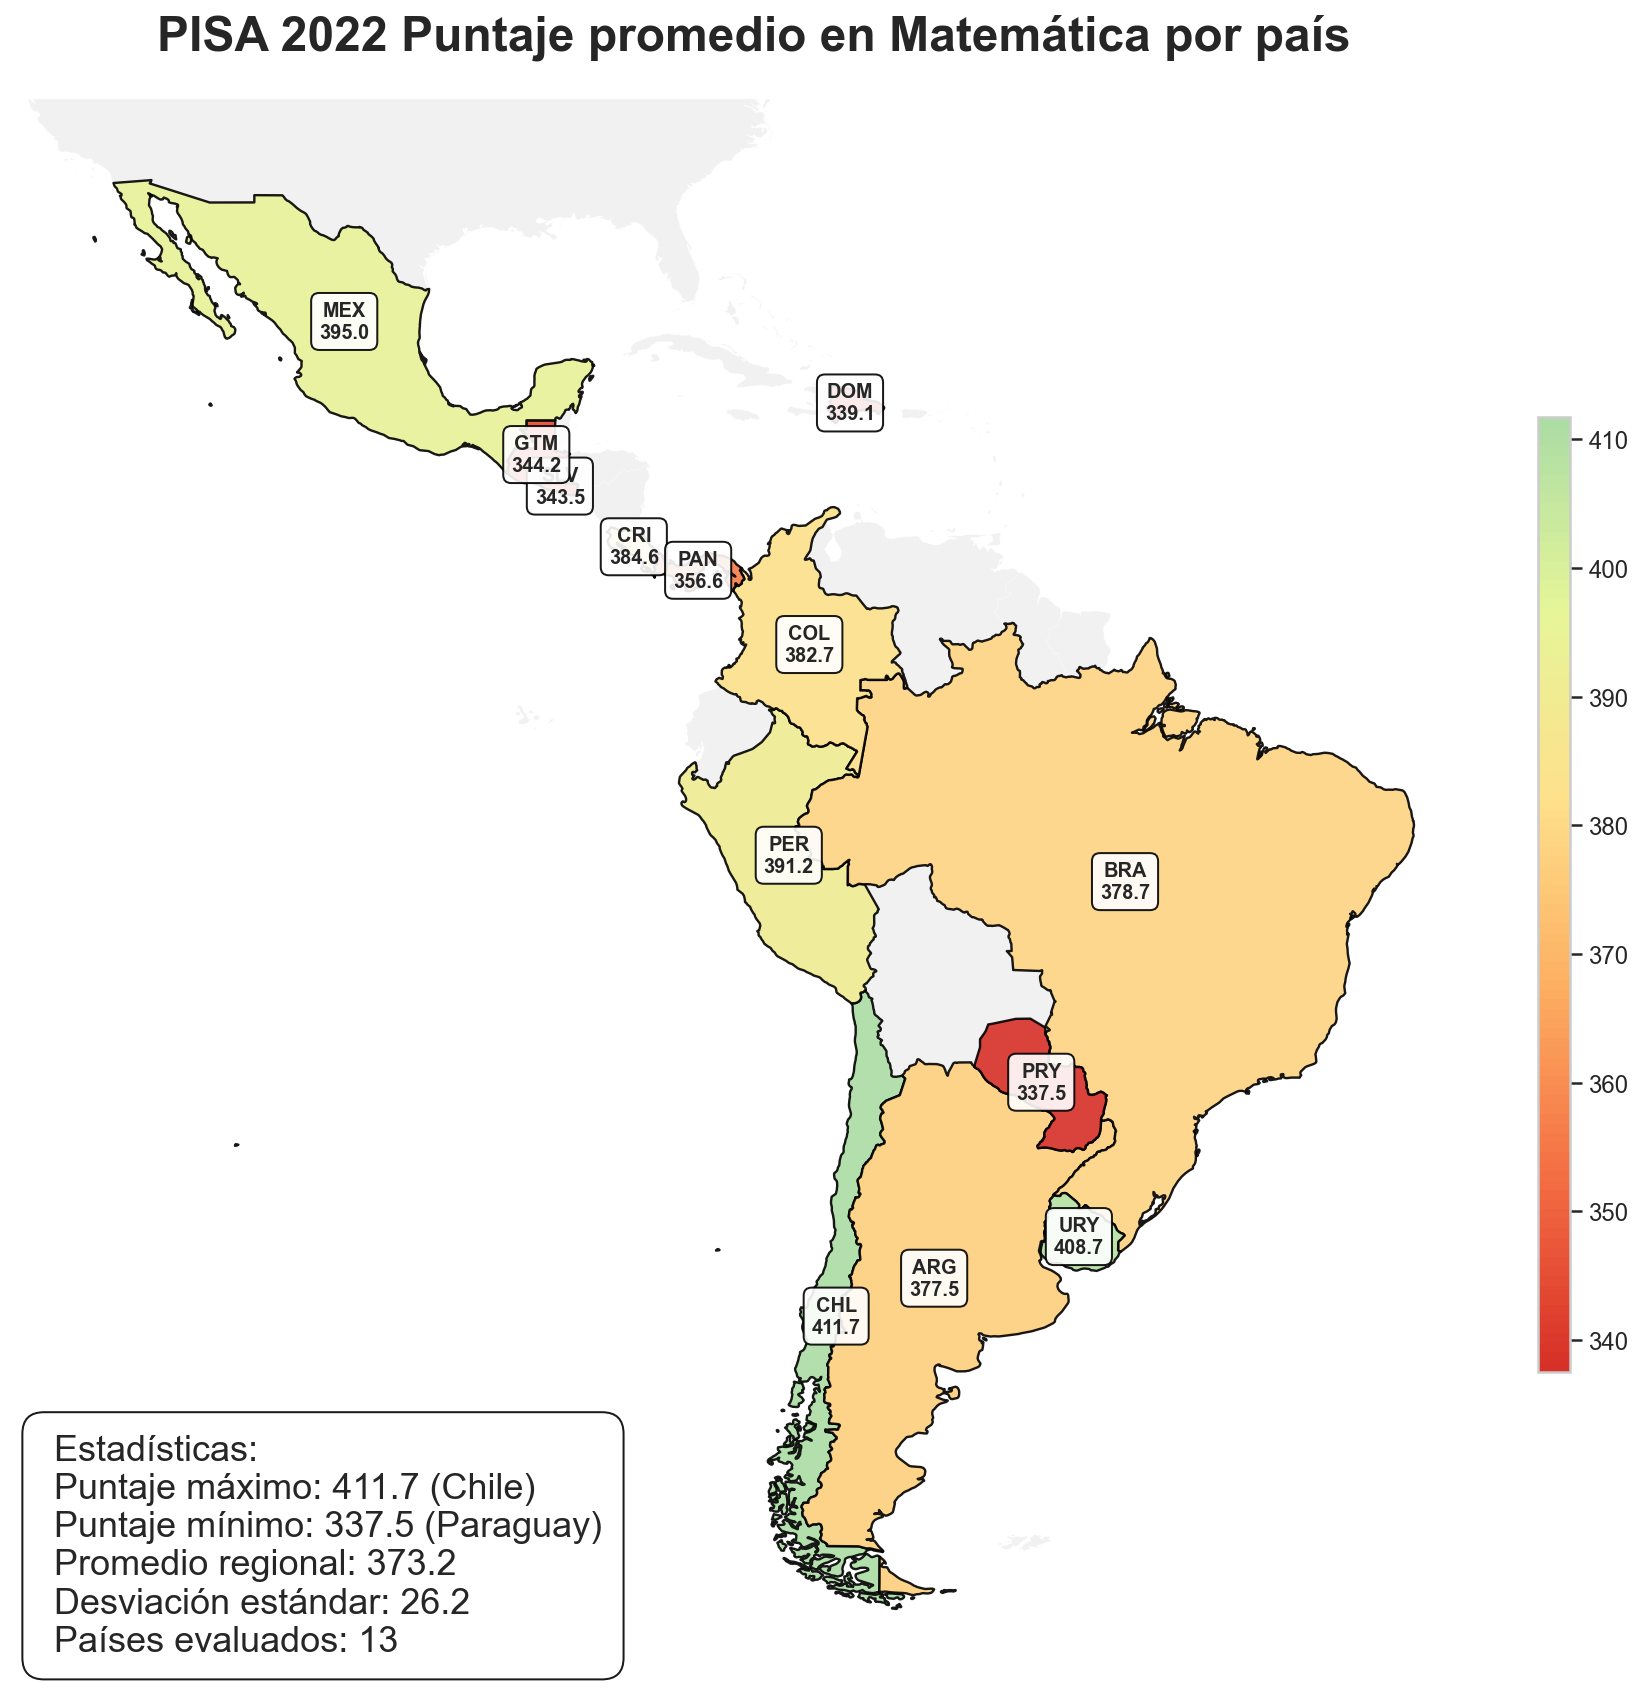 PISA 2022 Puntaje promedio en Matemática por país
MEX
395.0
DOM
339.1
GTM
344.2
343.5
CRI
384.6
PAN
356.6
COL
382.7
PER
391.2
BRA
378.7
PRY
337.5
URY
408.7
ARG
377.5
CHL
411.7
410
400
390
380
370
360
350
340
Estadísticas:
Puntaje máximo: 411.7 (Chile)
Puntaje mínimo: 337.5 (Paraguay)
Promedio regional: 373.2
Desviación estándar: 26.2
Países evaluados: 13